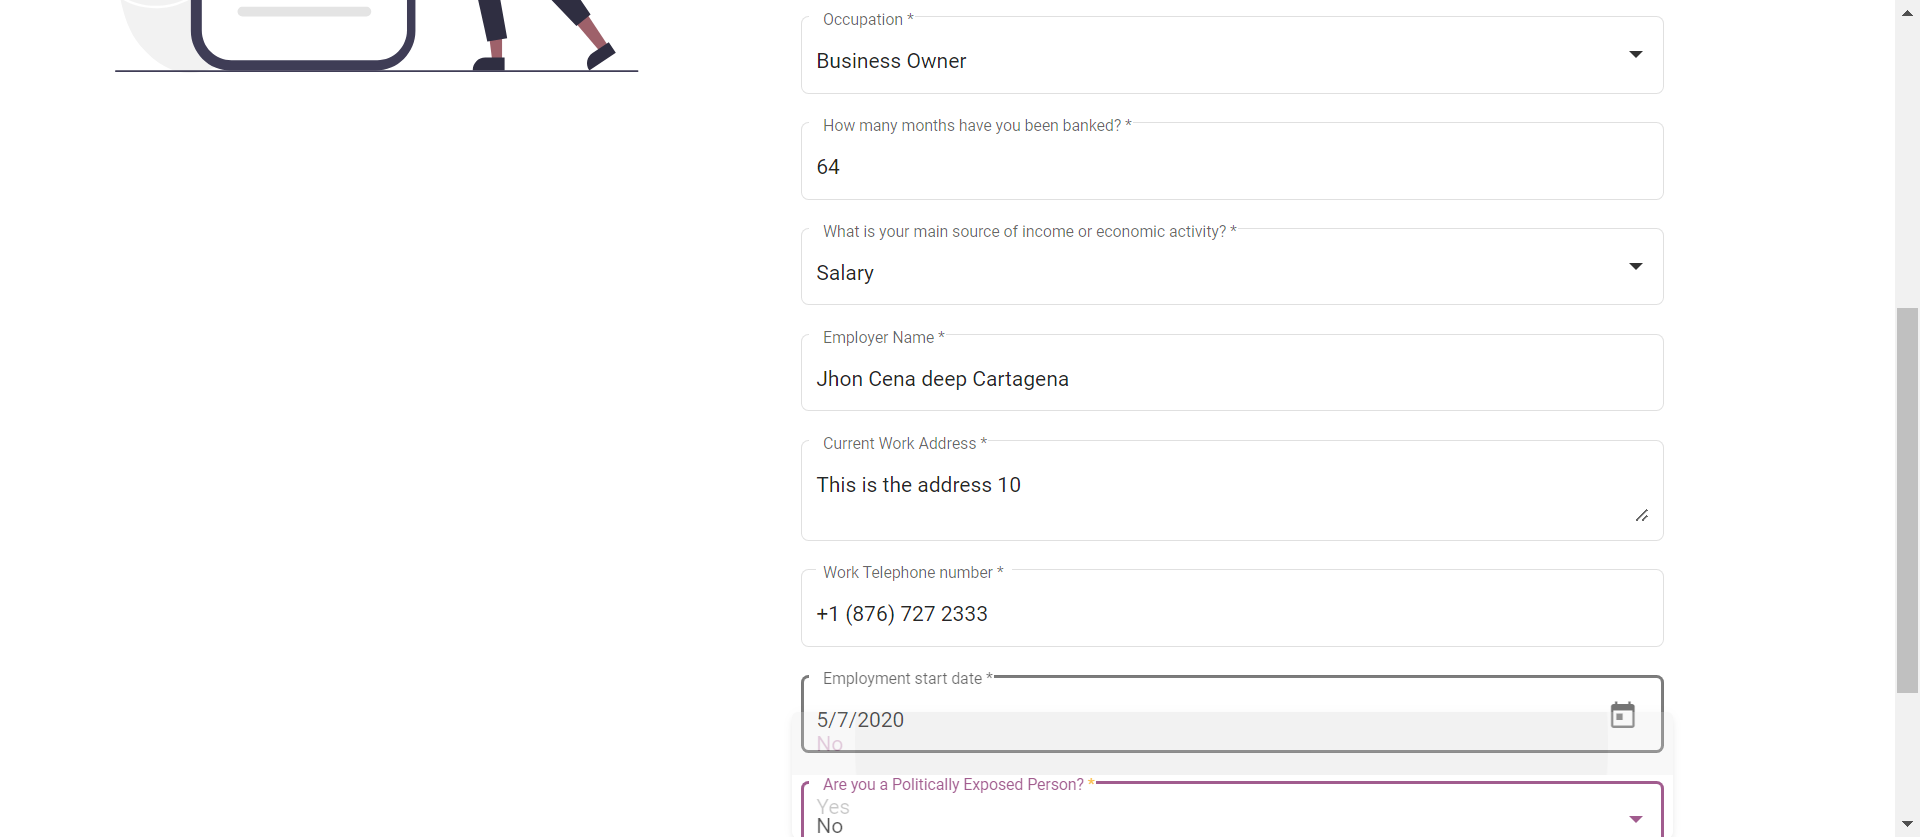 Occupation *
Business Owner
How many months have you been banked? *
64
What is your main source of income or economic activity? *
Salary
Employer Name *
Jhon Cena deep Cartagena
Current Work Address *
This is the address 10
Work Telephone number *
+1 (876) 727 2333
Employment start date *
5/7/2020
No
Are you a Politically Exposed Person? *
Yes
No